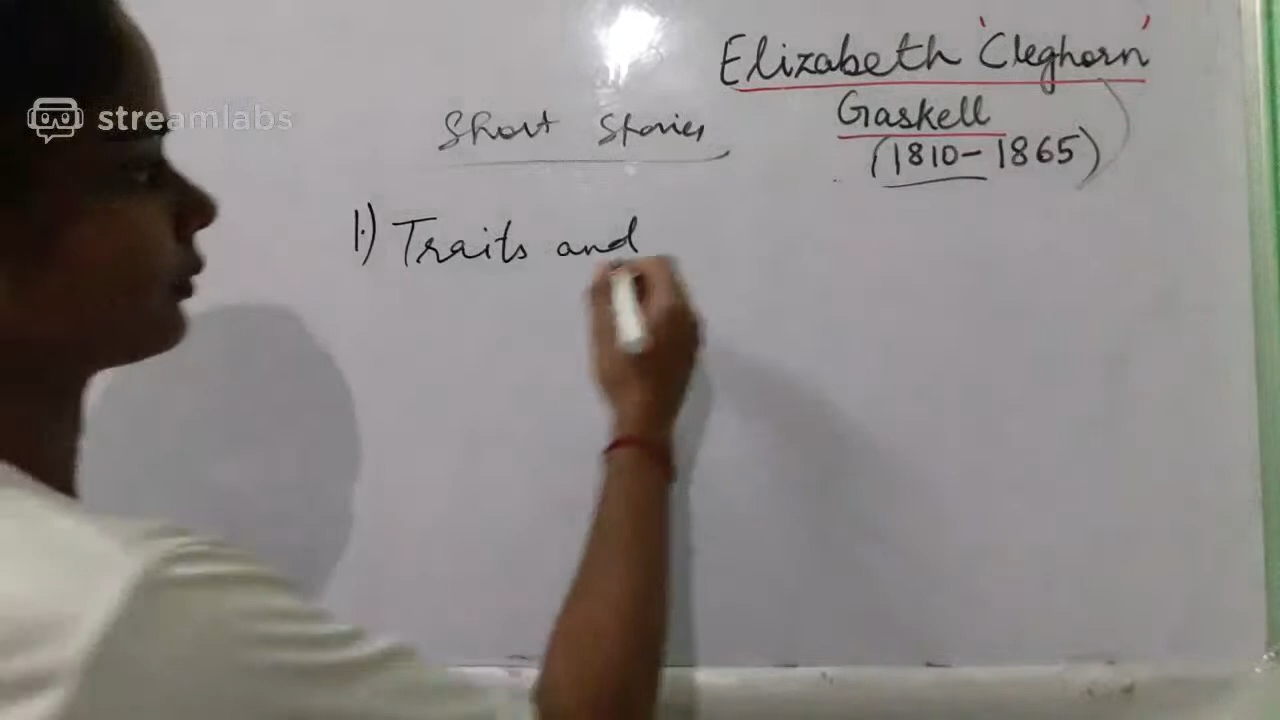 streamlabs
Elizabeth 'Cleghorn'
Gaskell
(1810-1865)
Short Stories
1.) Traits and